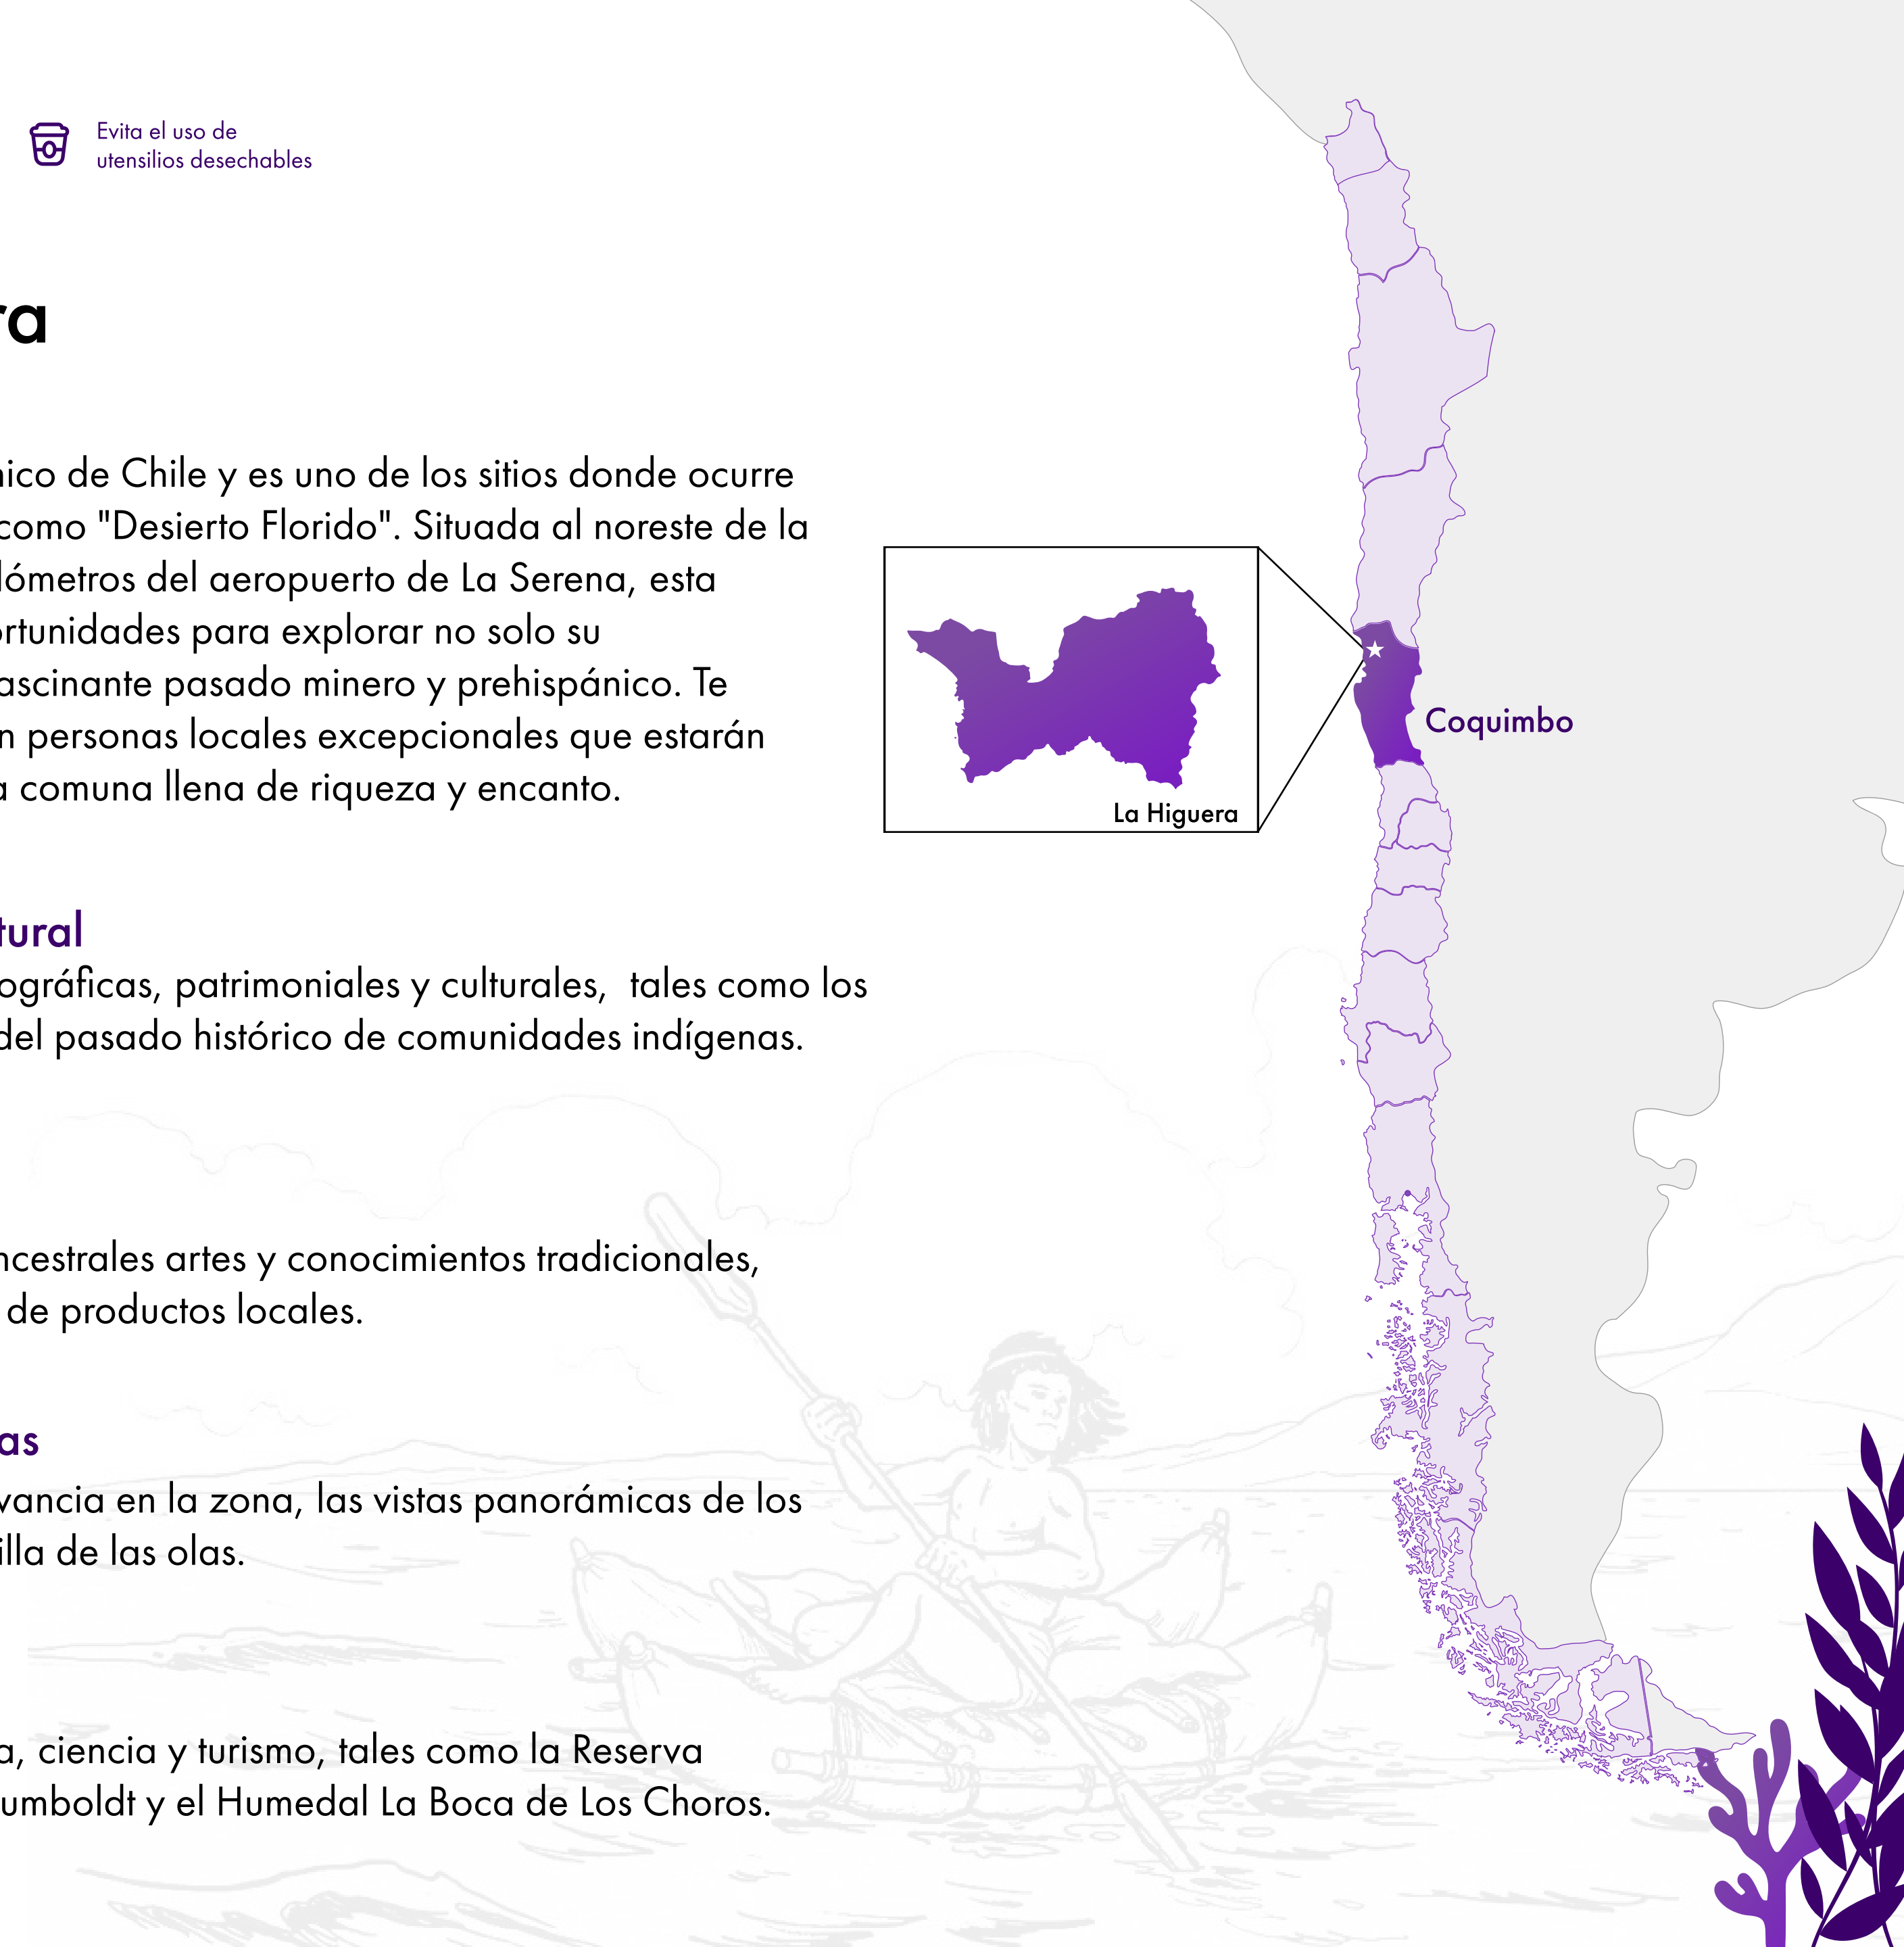 Evita el uso de
utensilios desechables
ra
nico de Chile y es uno de los sitios donde ocurre
como "Desierto Florido". Situada al noreste de la
lómetros del aeropuerto de La Serena, esta
ortunidades para explorar no solo su
ascinante pasado minero y prehispánico. Te
n personas locales excepcionales que estarán
a comuna llena de riqueza y encanto.
La Higuera
Coquimbo
tural
ográficas, patrimoniales y culturales, tales como los
del pasado histórico de comunidades indígenas.
ncestrales artes y conocimientos tradicionales,
de productos locales.
as
vancia en la zona, las vistas panorámicas de los
illa de las olas.
a, ciencia y turismo, tales como la Reserva
umboldt y el Humedal La Boca de Los Choros.